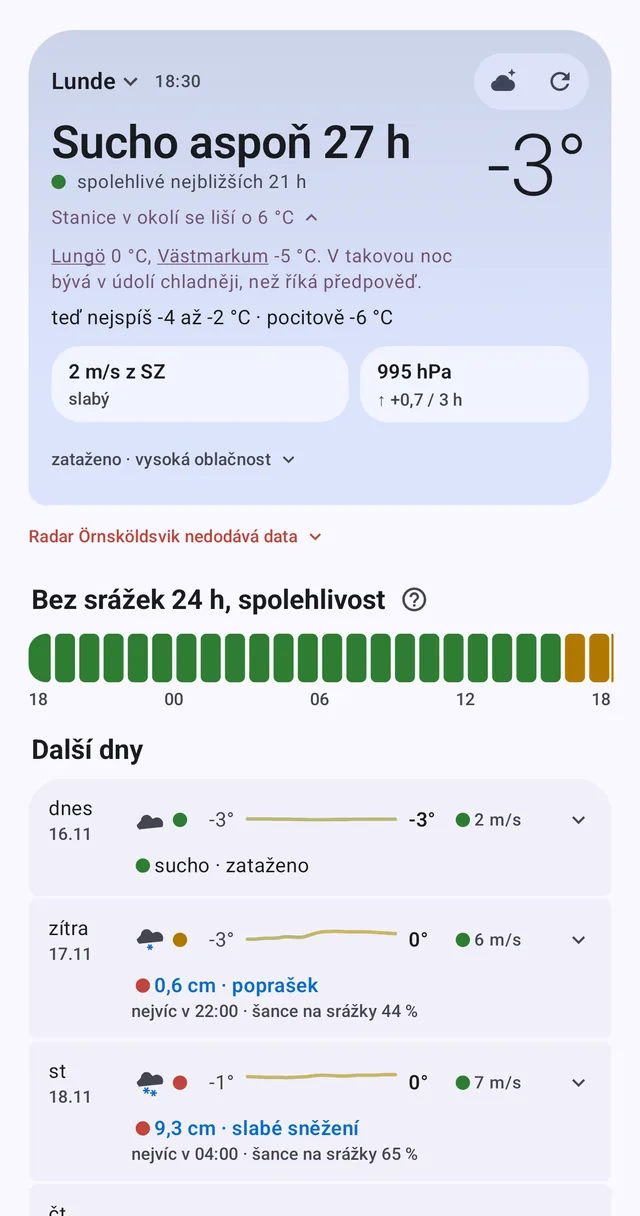 Lunde 18:30
Sucho aspoň 27 h
-3°
spolehlivé nejbližších 21 h
Stanice v okolí se liší o 6 °C
Lungö 0 °C, Västmarkum -5 °C. V takovou noc
bývá v údolí chladněji, než říká předpověď.
teď nejspíš -4 až -2 °C · pocitově -6 °C
2 m/s z SZ
slabý
995 hPa
↑ +0,7 / 3 h
zataženo · vysoká oblačnost
Radar Örnsköldsvik nedodává data
Bez srážek 24 h, spolehlivost
18 00 06 12 18
Další dny
dnes
16.11
-3° -3° 2 m/s
sucho · zataženo
zítra
17.11
-3° 0° 6 m/s
0,6 cm · poprašek
nejvíc v 22:00 · šance na srážky 44 %
st
18.11
-1° 0° 7 m/s
9,3 cm · slabé sněžení
nejvíc v 04:00 · šance na srážky 65 %
čt